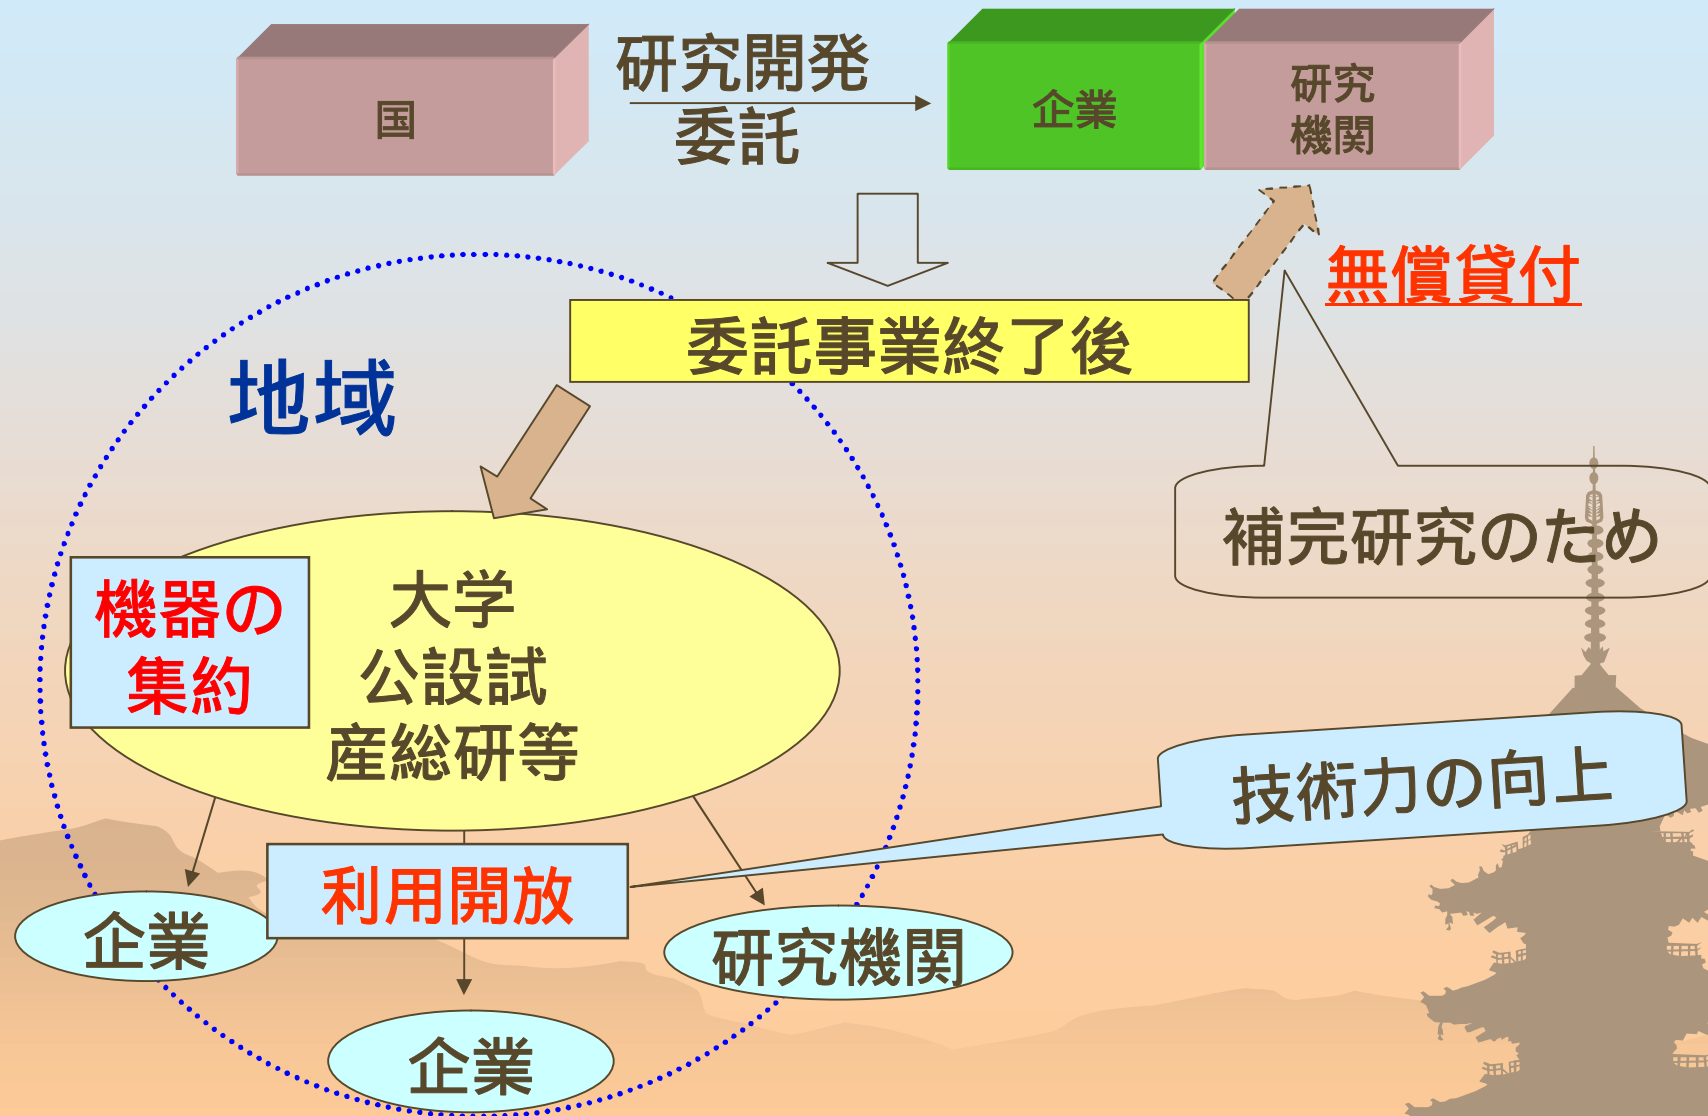 国
研究開発
委託
企業
研究
機関
無償貸付
委託事業終了後
地域
補完研究のため
機器の
集約
大学
公設試
産総研等
技術力の向上
利用開放
企業
研究機関
企業